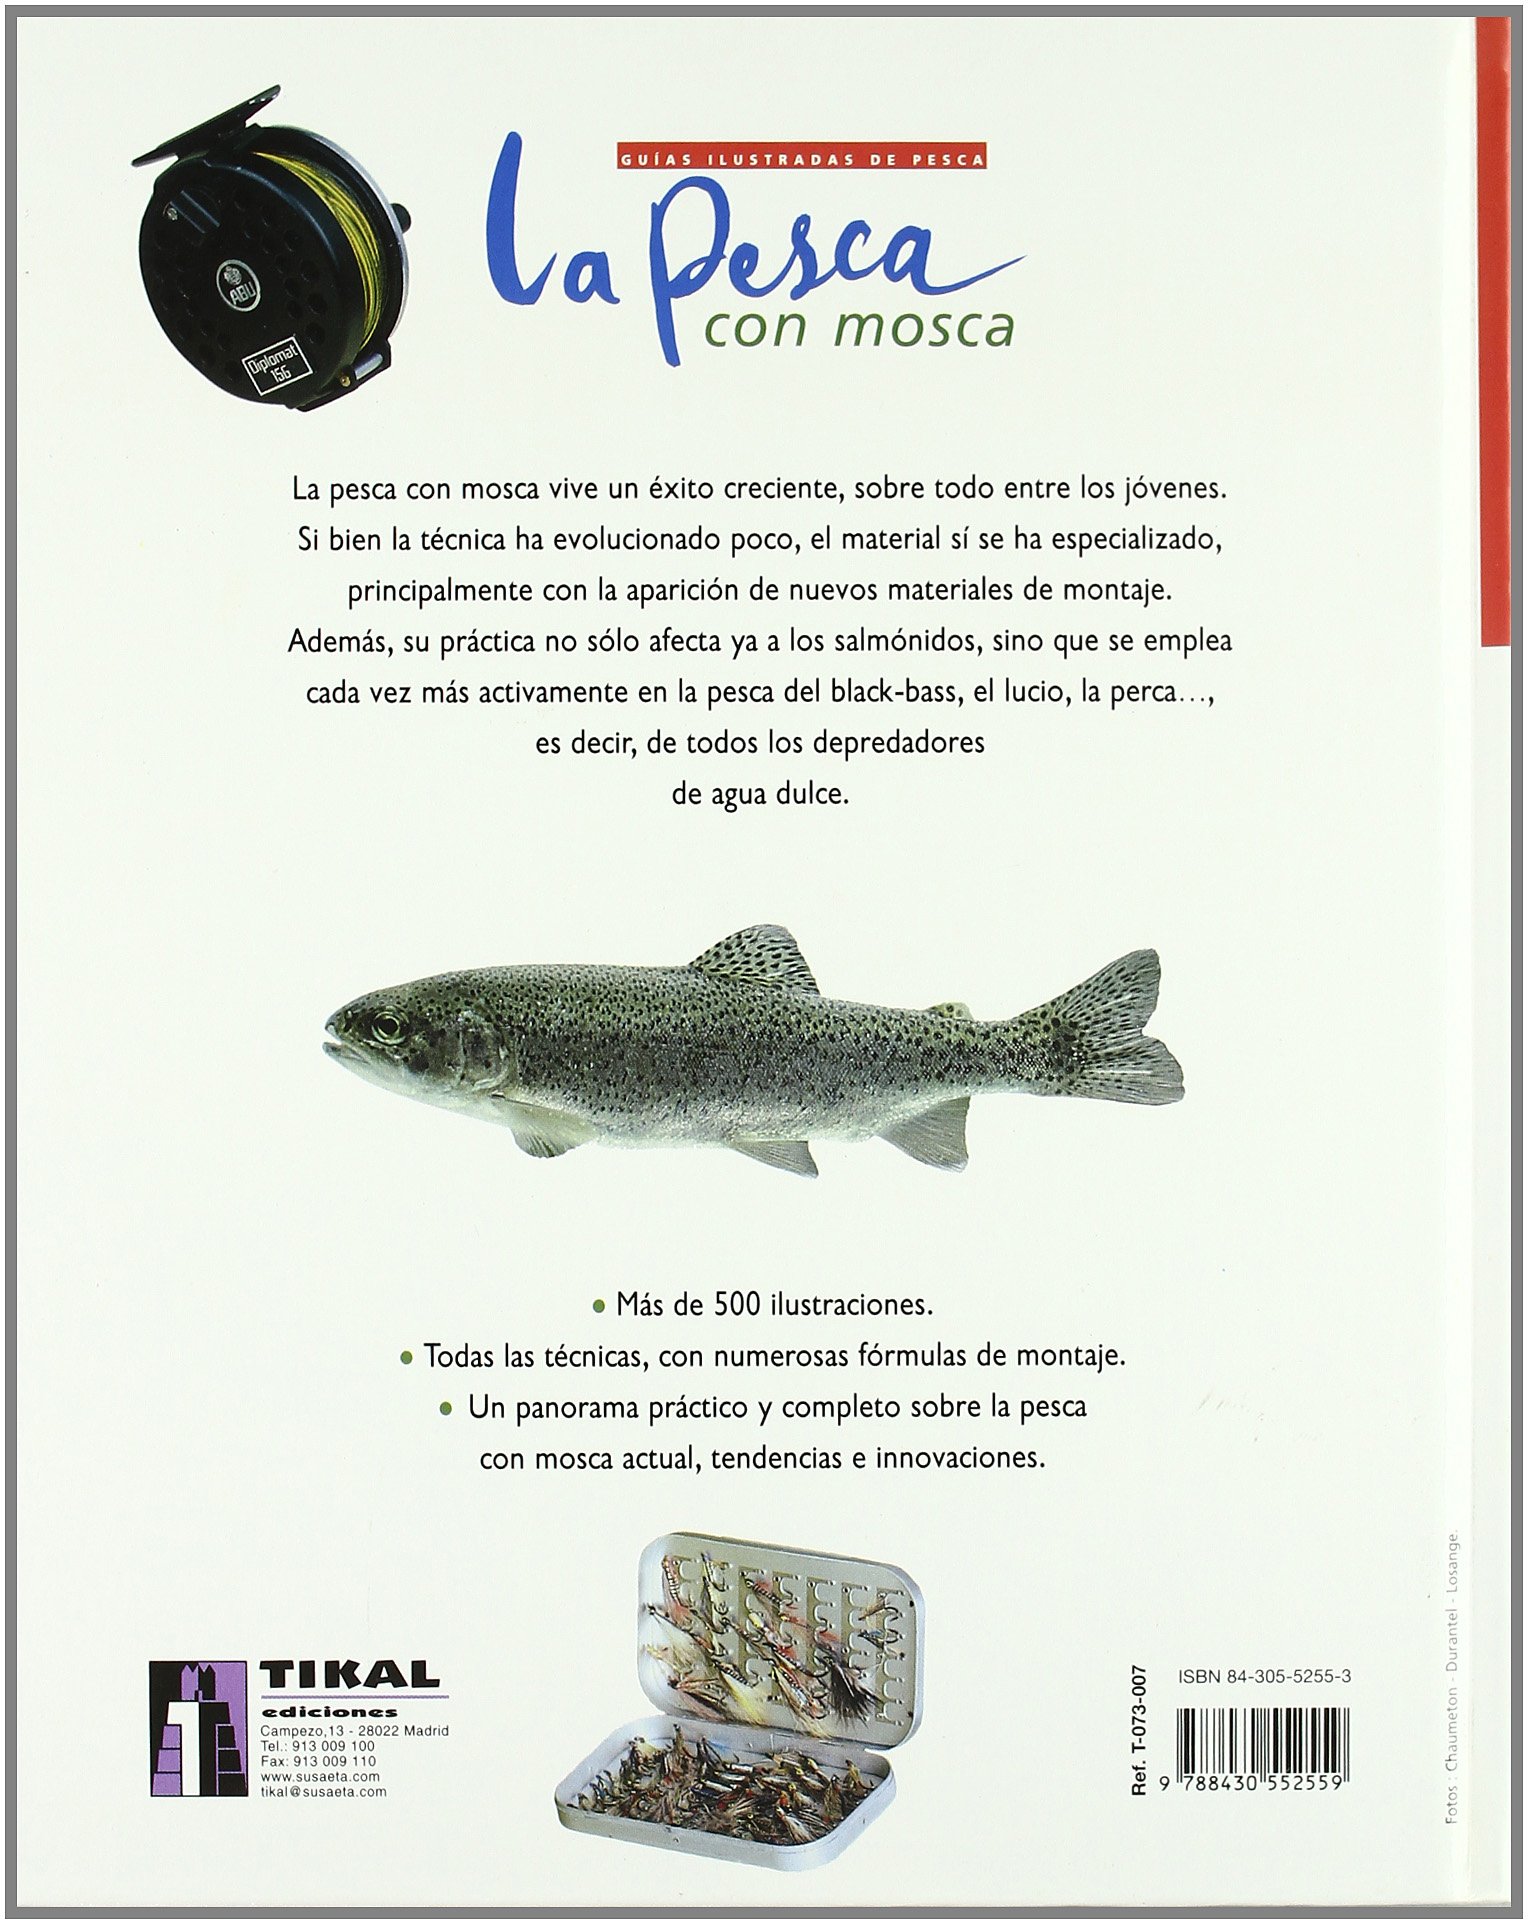 GUÍAS ILUSTRADAS DE PESCA
La pesca
con mosca
ABU
Diplomat
156
La pesca con mosca vive un éxito creciente, sobre todo entre los jóvenes.
Si bien la técnica ha evolucionado poco, el material sí se ha especializado,
principalmente con la aparición de nuevos materiales de montaje.
Además, su práctica no sólo afecta ya a los salmónidos, sino que se emplea
cada vez más activamente en la pesca del black-bass, el lucio, la perca...,
es decir, de todos los depredadores
de agua dulce.
• Más de 500 ilustraciones.
• Todas las técnicas, con numerosas fórmulas de montaje.
• Un panorama práctico y completo sobre la pesca
con mosca actual, tendencias e innovaciones.
TIKAL
ediciones
Campezo,13 - 28022 Madrid
Tel.: 913 009 100
Fax: 913 009 110
www.susaeta.com
tikal@susaeta.com
Ref. T-073-007
ISBN 84-305-5255-3
9 788430 552559
Fotos : Chaumeton - Durantel - Losange.